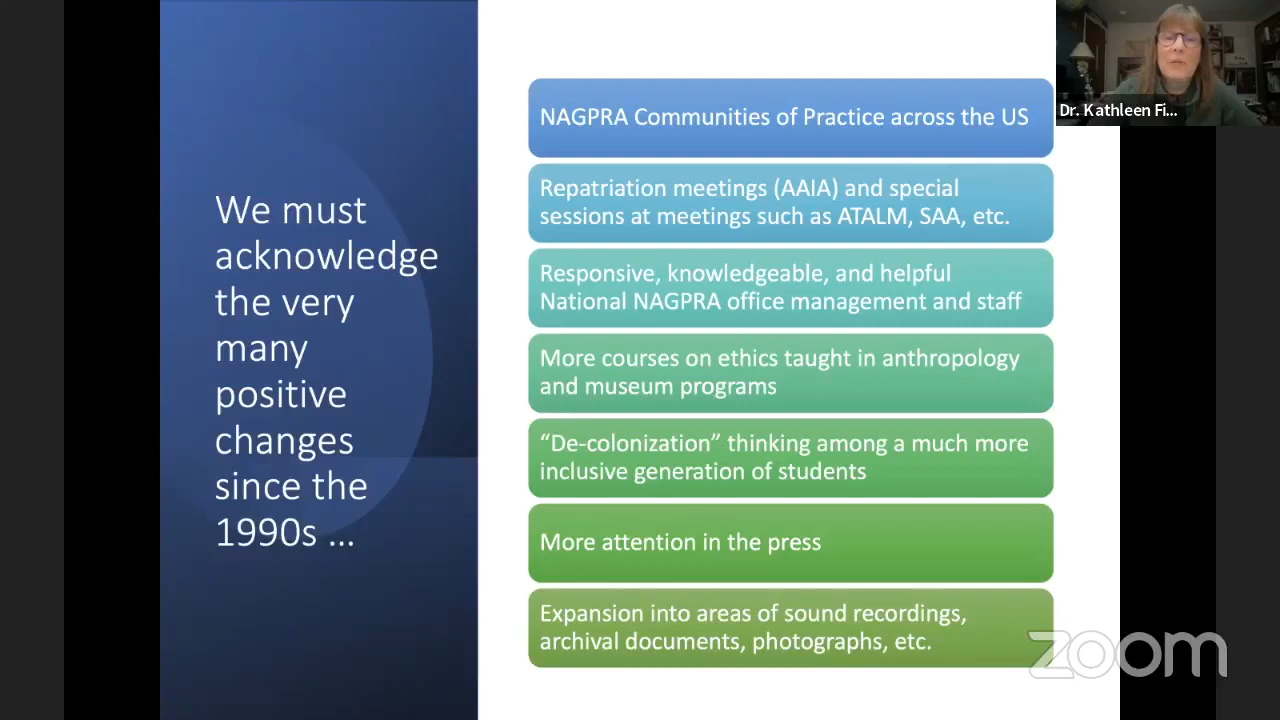 We must
acknowledge
the very
many
positive
changes
since the
1990s ...
NAGPRA Communities of Practice across the US
Repatriation meetings (AAIA) and special
sessions at meetings such as ATALM, SAA, etc.
Responsive, knowledgeable, and helpful
National NAGPRA office management and staff
More courses on ethics taught in anthropology
and museum programs
“De-colonization” thinking among a much more
inclusive generation of students
More attention in the press
Expansion into areas of sound recordings,
archival documents, photographs, etc.
Dr. Kathleen Fi...
zoom